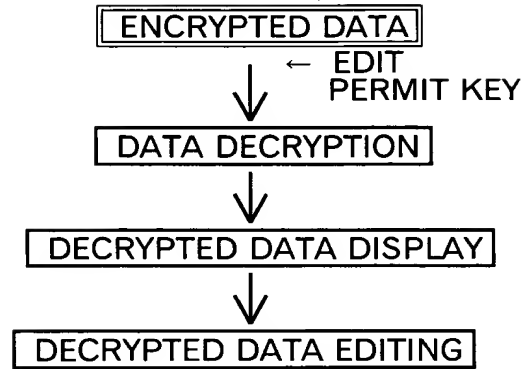 ENCRYPTED DATA
← EDIT
PERMIT KEY
DATA DECRYPTION
DECRYPTED DATA DISPLAY
DECRYPTED DATA EDITING